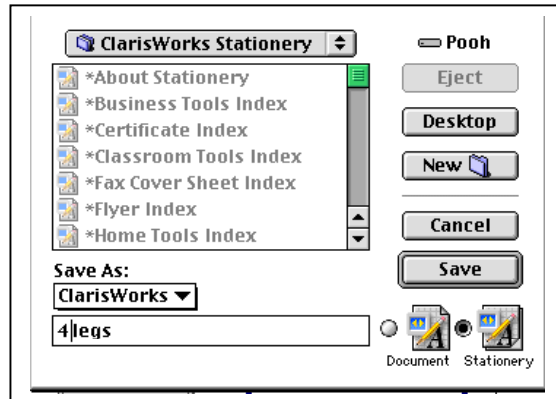 ClarisWorks Stationery
Pooh
*About Stationery
Eject
*Business Tools Index
*Certificate Index
Desktop
*Classroom Tools Index
New
*Fax Cover Sheet Index
*Flyer Index
Cancel
*Home Tools Index
Save As:
Save
ClarisWorks
4legs
Document Stationery